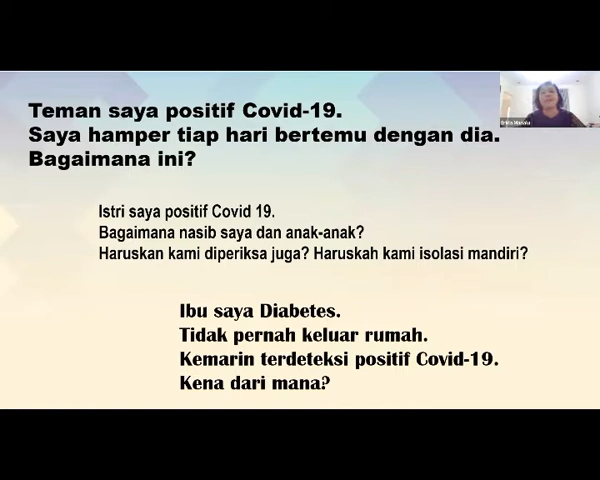 Teman saya positif Covid-19.
Saya hamper tiap hari bertemu dengan dia.
Bagaimana ini?
Istri saya positif Covid 19.
Bagaimana nasib saya dan anak-anak?
Haruskan kami diperiksa juga? Haruskah kami isolasi mandiri?
Ibu saya Diabetes.
Tidak pernah keluar rumah.
Kemarin terdeteksi positif Covid-19.
Kena dari mana?